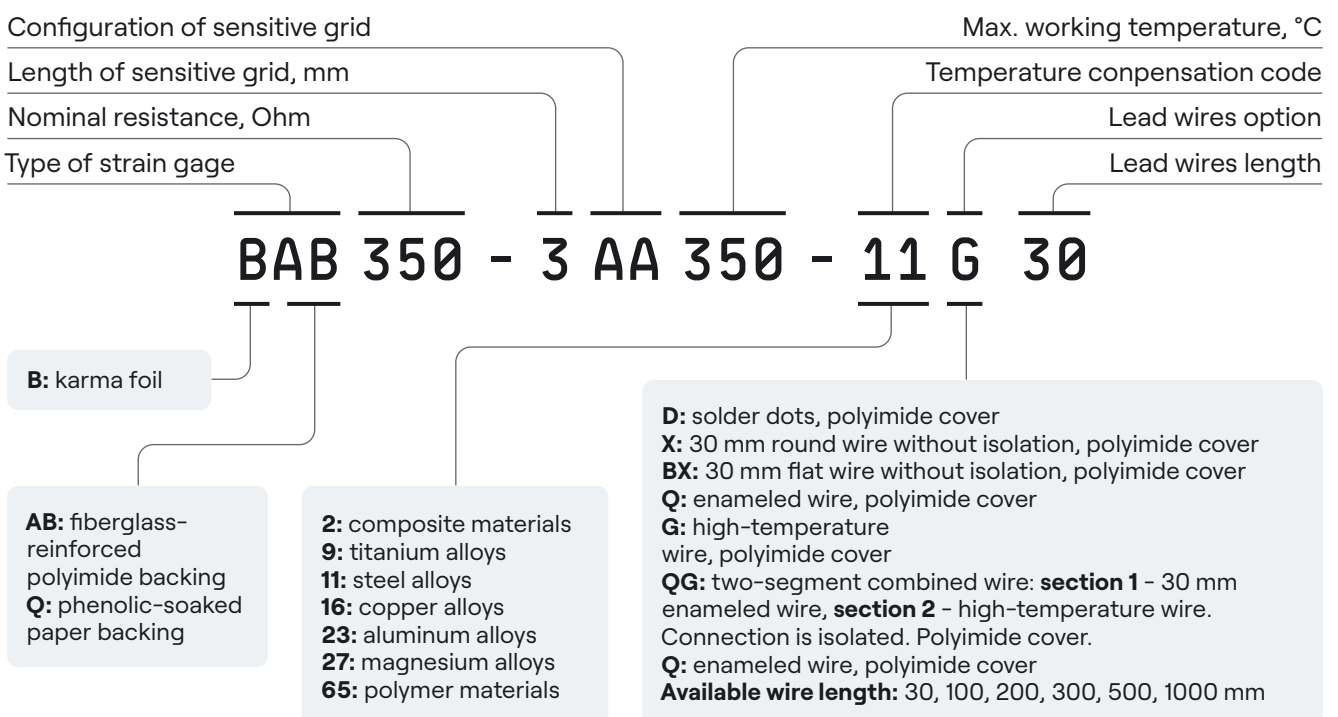 Configuration of sensitive grid
Length of sensitive grid, mm
Nominal resistance, Ohm
Type of strain gage
Max. working temperature, °C
Temperature conpensation code
Lead wires option
Lead wires length
BAB 350 - 3 AA 350 - 11 G 30
B: karma foil
AB: fiberglass-
reinforced
polyimide backing
Q: phenolic-soaked
paper backing
2: composite materials
9: titanium alloys
11: steel alloys
16: copper alloys
23: aluminum alloys
27: magnesium alloys
65: polymer materials
D: solder dots, polyimide cover
X: 30 mm round wire without isolation, polyimide cover
BX: 30 mm flat wire without isolation, polyimide cover
Q: enameled wire, polyimide cover
G: high-temperature
wire, polyimide cover
QG: two-segment combined wire: section 1 - 30 mm
enameled wire, section 2 - high-temperature wire.
Connection is isolated. Polyimide cover.
Q: enameled wire, polyimide cover
Available wire length: 30, 100, 200, 300, 500, 1000 mm